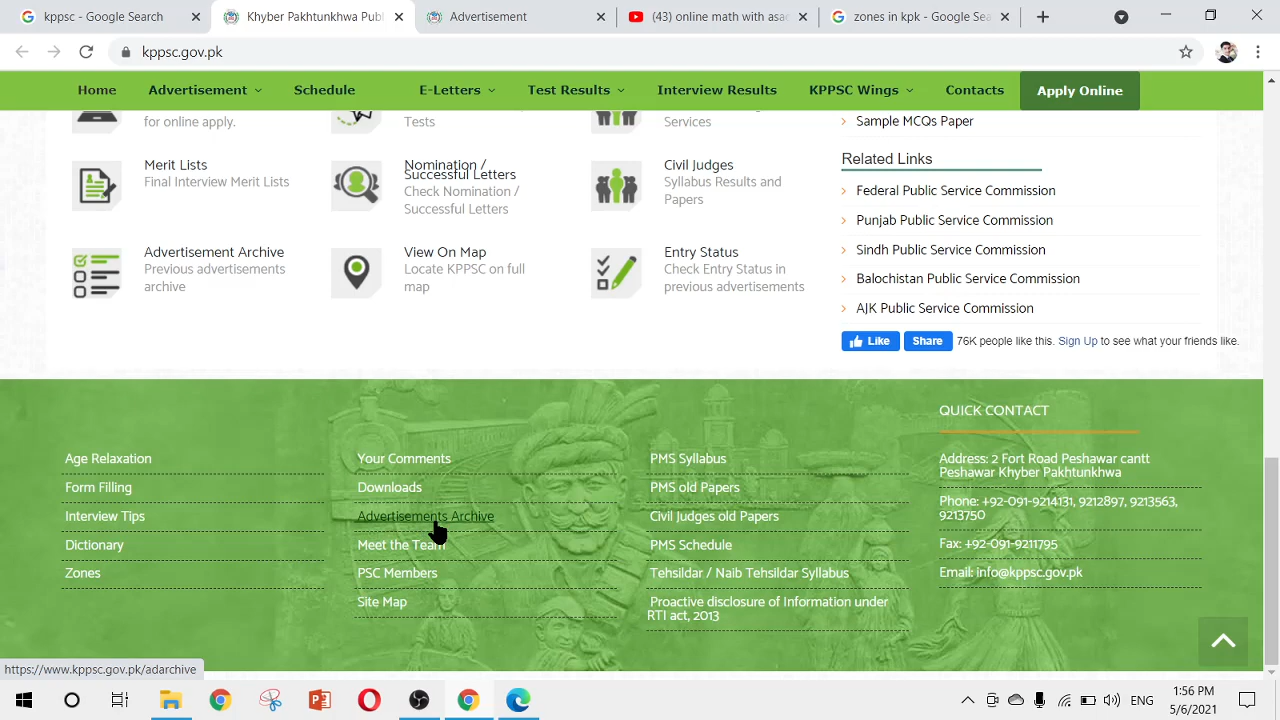 kppsc - Google Search
Khyber Pakhtunkhwa Publ
Advertisement
(43) online with asad
zones in kpk - Google Sea
kppsc.gov.pk
Home
Advertisement
Schedule
E-Letters
Test Results
Interview Results
KPPSC Wings
Contacts
Apply Online
for online apply.
Tests
Services
Sample MCQs Paper
Merit Lists
Final Interview Merit Lists
Nomination /
Successful Letters
Check Nomination /
Successful Letters
Civil Judges
Syllabus Results and
Papers
Advertisement Archive
Previous advertisements
archive
View On Map
Locate KPPSC on full
map
Entry Status
Check Entry Status in
previous advertisements
Related Links
Federal Public Service Commission
Punjab Public Service Commission
Sindh Public Service Commission
Balochistan Public Service Commission
AJK Public Service Commission
Like
Share
76K people like this. Sign Up to see what your friends like.
Age Relaxation
Form Filling
Interview Tips
Dictionary
Zones
Your Comments
Downloads
Advertisements Archive
Meet the Team
PSC Members
Site Map
PMS Syllabus
PMS old Papers
Civil Judges old Papers
PMS Schedule
Tehsildar / Naib Tehsildar Syllabus
Proactive disclosure of Information under
RTI act, 2013
QUICK CONTACT
Address: 2 Fort Road Peshawar cantt
Peshawar Khyber Pakhtunkhwa
Phone: +92-091-9214131, 9212897, 9213563,
9213750
Fax: +92-091-9211795
Email: info@kppsc.gov.pk
https://www.kppsc.gov.pk/adarchive
ENG
1:56 PM
5/6/2021